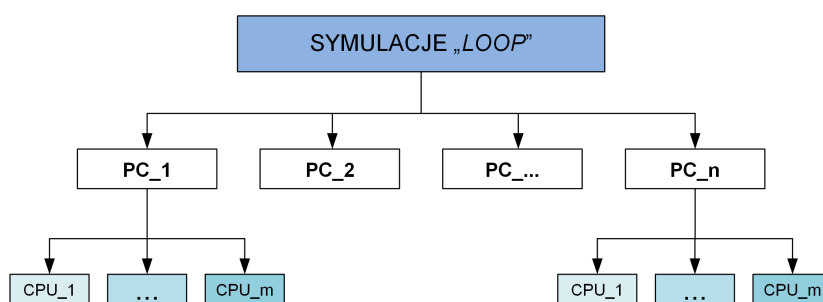 SYMULACJE „LOOP”
PC_1 PC_2 PC_... PC_n
CPU_1 ... CPU_m CPU_1 ... CPU_m